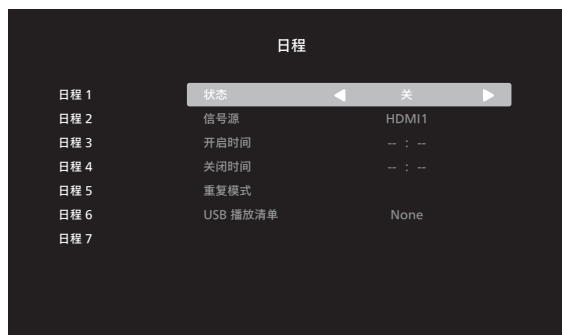 日程
日程 1 状态 关
日程 2 信号源 HDMI1
日程 3 开启时间 -- : --
日程 4 关闭时间 -- : --
日程 5 重复模式
日程 6 USB 播放清单 None
日程 7